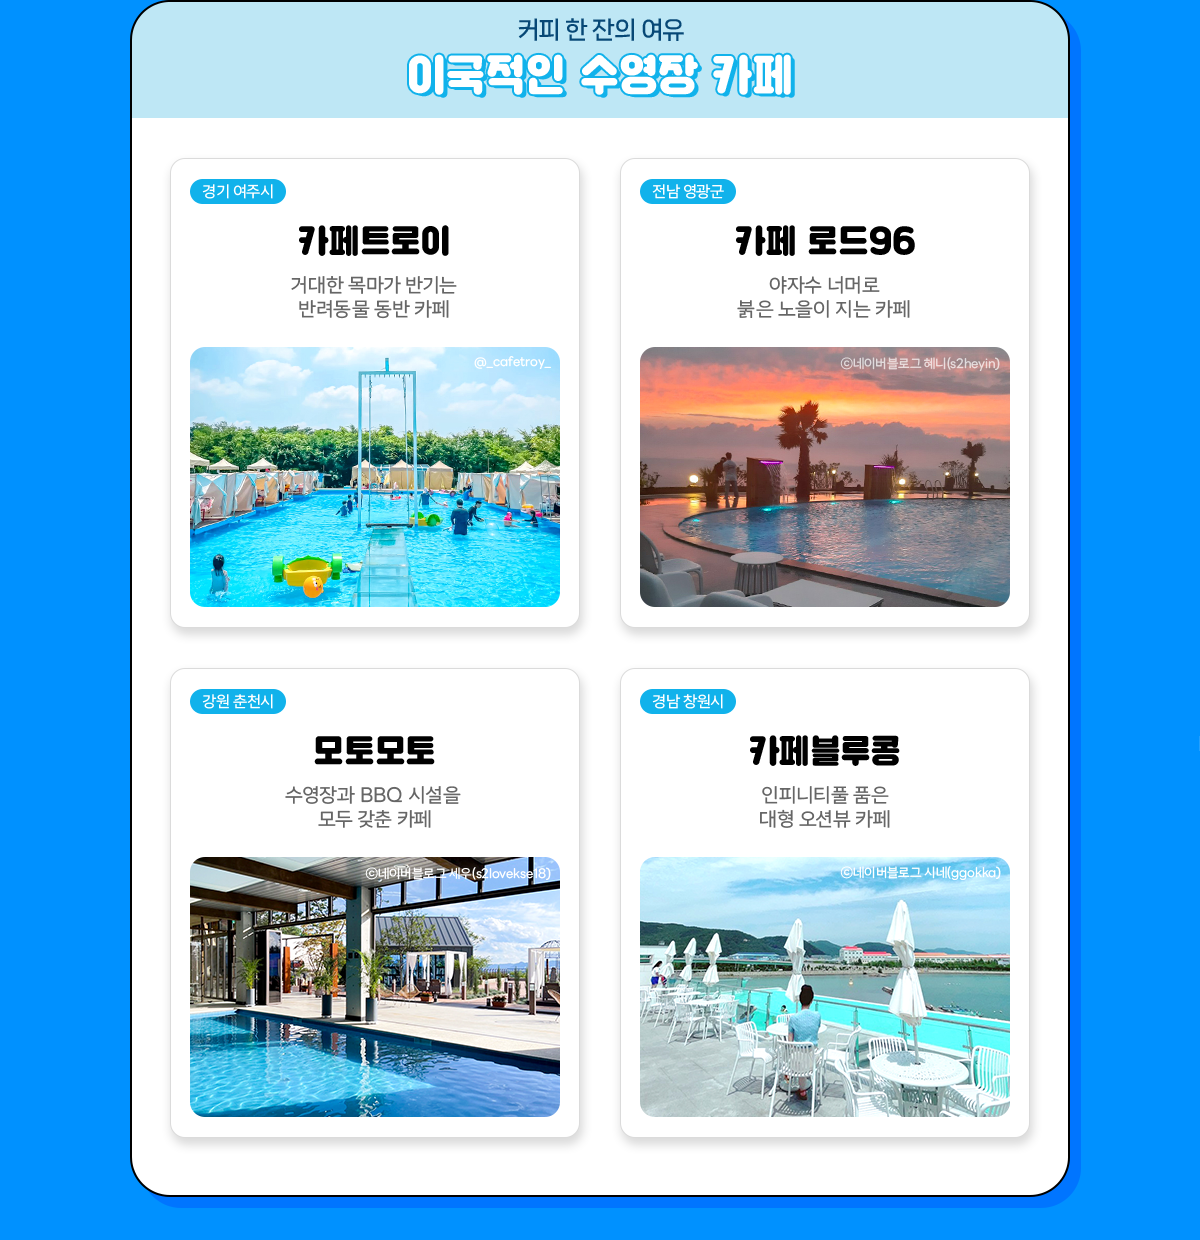 커피 한 잔의 여유
이국적인 수영장 카페
경기 여주시
카페트로이
거대한 목마가 반기는
반려동물 동반 카페
@_cafetroy_
전남 영광군
카페 로드96
야자수 너머로
붉은 노을이 지는 카페
ⓒ네이버블로그 헤니(s2heyin)
강원 춘천시
모토모토
수영장과 BBQ 시설을
모두 갖춘 카페
ⓒ네이버블로그 세우(s2lovekse18)
경남 창원시
카페블루콩
인피니티풀 품은
대형 오션뷰 카페
ⓒ네이버블로그 시네(ggokka)